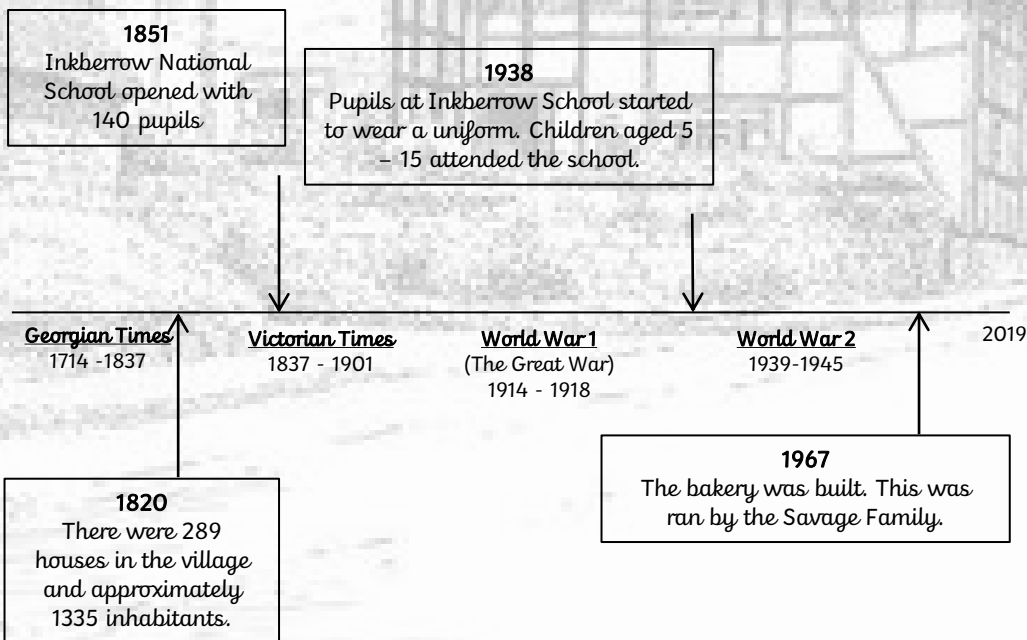 1851
Inkberrow National
School opened with
140 pupils
1938
Pupils at Inkberrow School started
to wear a uniform. Children aged 5
– 15 attended the school.
Georgian Times
1714 -1837
Victorian Times
1837 - 1901
World War 1
(The Great War)
1914 - 1918
World War 2
1939-1945
2019
1820
There were 289
houses in the village
and approximately
1335 inhabitants.
1967
The bakery was built. This was
ran by the Savage Family.